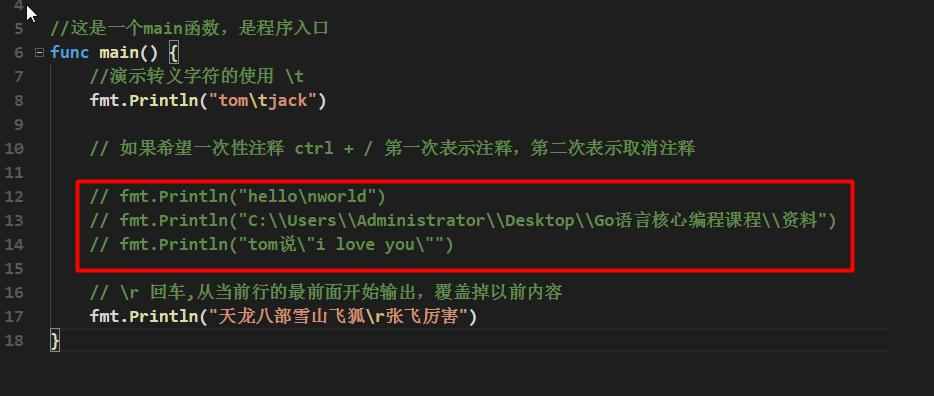 4
5 //这是一个main函数，是程序入口
6 func main() {
7 //演示转义字符的使用 \t
8 fmt.Println("tom\tjack")
9
10 // 如果希望一次性注释 ctrl + / 第一次表示注释，第二次表示取消注释
11
12 // fmt.Println("hello\nworld")
13 // fmt.Println("C:\\Users\\Administrator\\Desktop\\Go语言核心编程课程\\资料")
14 // fmt.Println("tom说\"i love you\"")
15
16 // \r 回车,从当前行的最前面开始输出，覆盖掉以前内容
17 fmt.Println("天龙八部雪山飞狐\r张飞厉害")
18 }